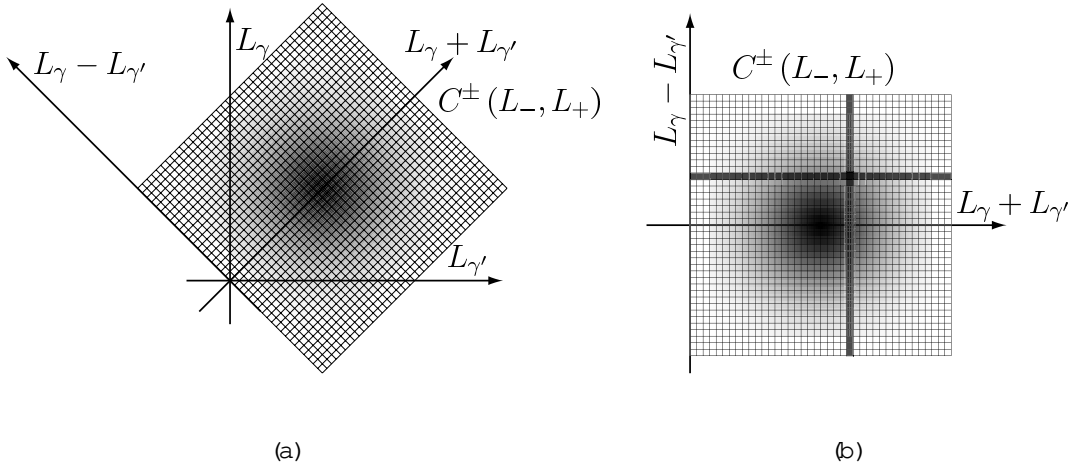 L_γ − L_γ′
L_γ
L_γ + L_γ′
C^± (L_−, L_+)
L_γ′
(a)
L_γ − L_γ′
C^± (L_−, L_+)
L_γ + L_γ′
(b)